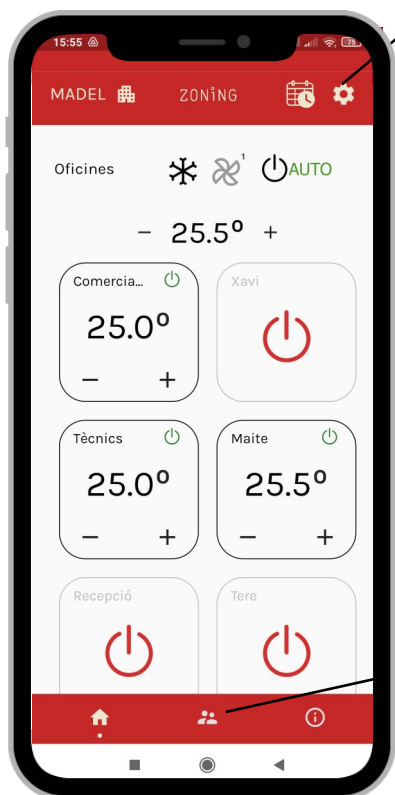 15:55
MADEL ZONiNG
Oficines 1 AUTO
− 25.5º +
Comercia... Xavi
25.0º
− +
Tècnics Maite
25.0º 25.5º
− + − +
Recepció Tere